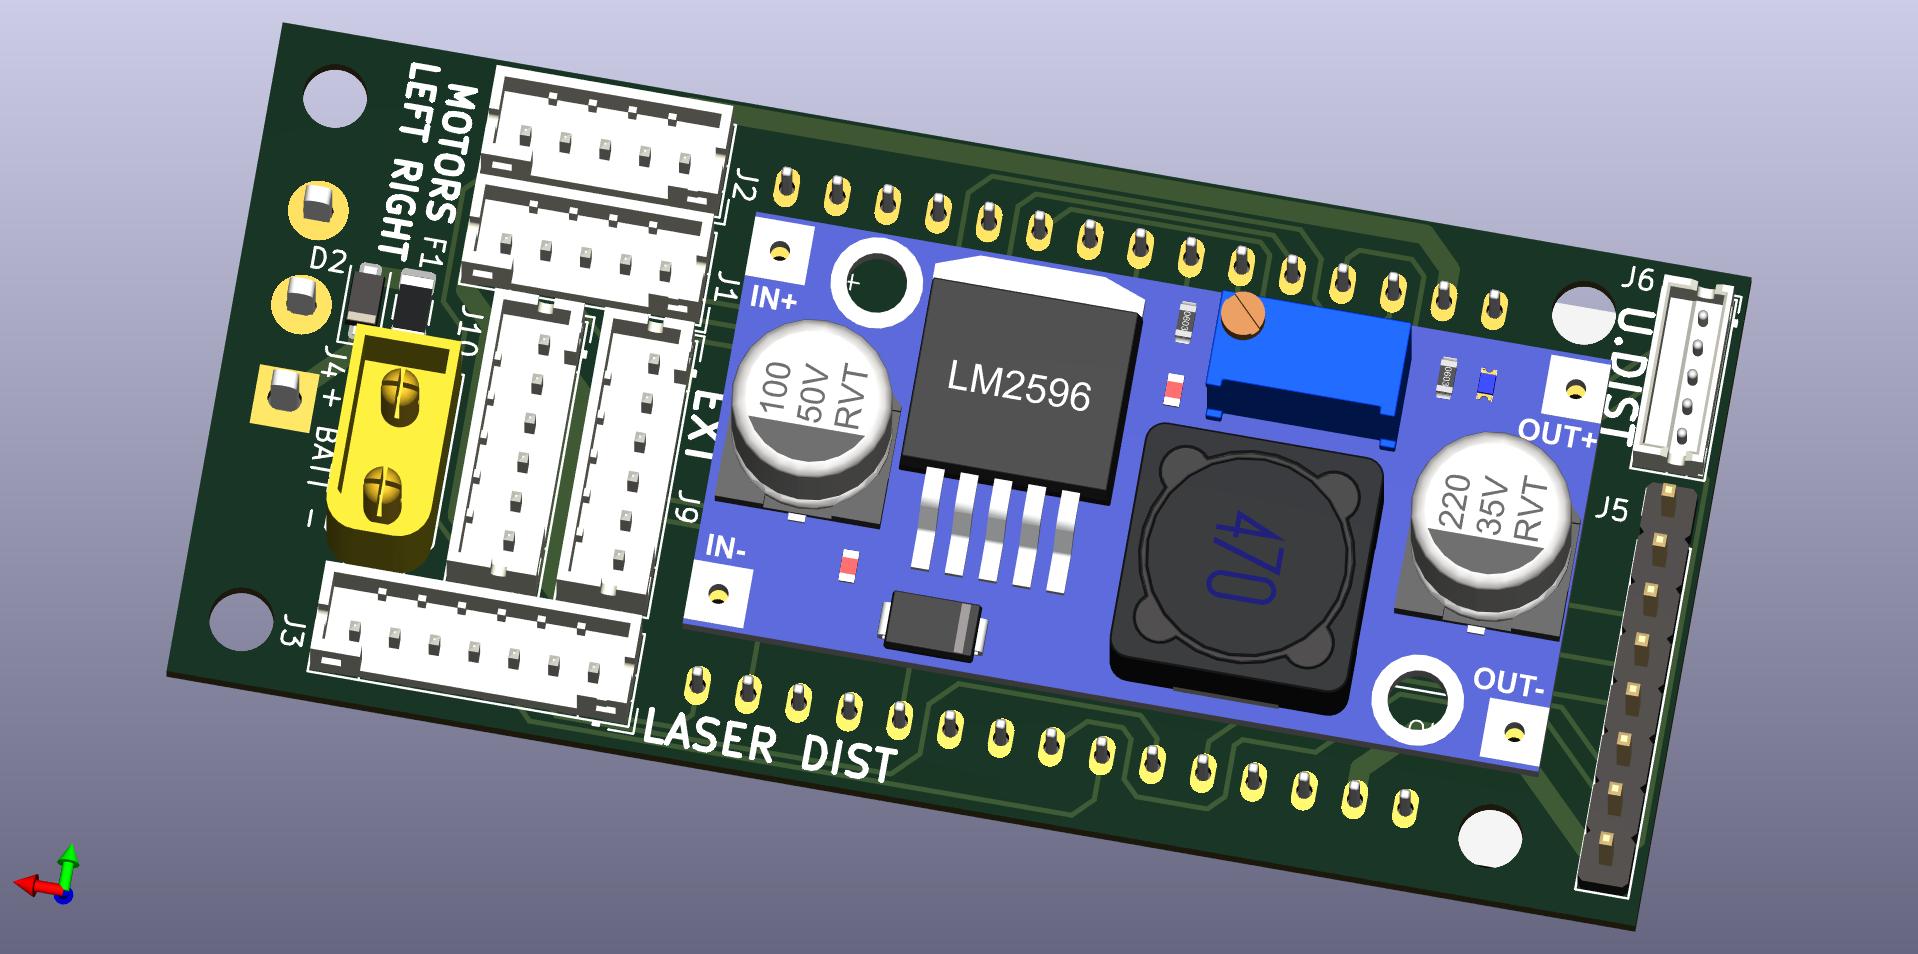 MOTORS
LEFT RIGHT
F1
D2
J2
J1
J10
J4
+ BATT -
EXT
J9
J3
LASER DIST
IN+
IN-
100
50V
RVT
LM2596
470
OUT+
OUT-
220
35V
RVT
J6
U.DIST
J5